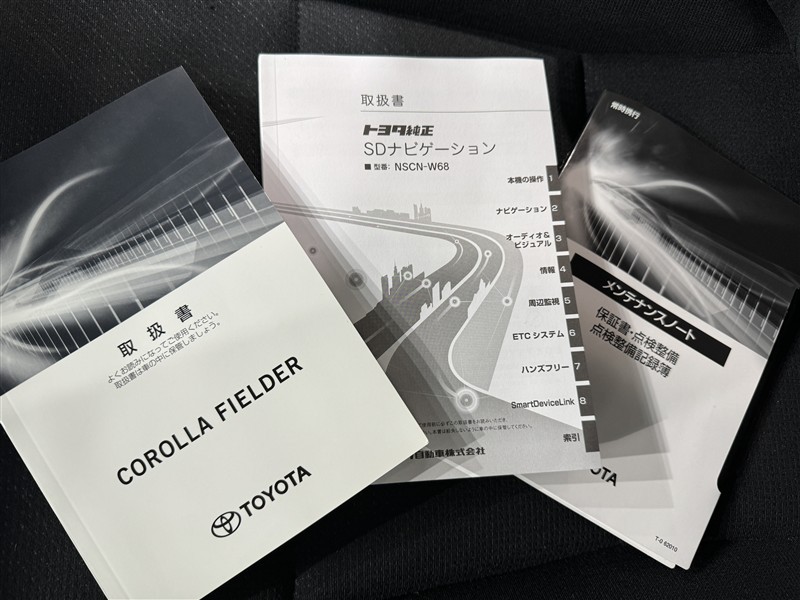 取扱書
よくお読みになってご使用ください。
取扱書は車の中に保管しましょう。
COROLLA FIELDER
TOYOTA
取扱書
トヨタ純正
SDナビゲーション
■ 型番: NSCN-W68
本機の操作 1
ナビゲーション 2
オーディオ&
ビジュアル 3
情報 4
周辺監視 5
ETC システム 6
ハンズフリー 7
SmartDeviceLink 8
索引
自動車株式会社
常時携行
メンテナンスノート
保証書・点検整備
点検整備記録簿
OTA
T-0 62010